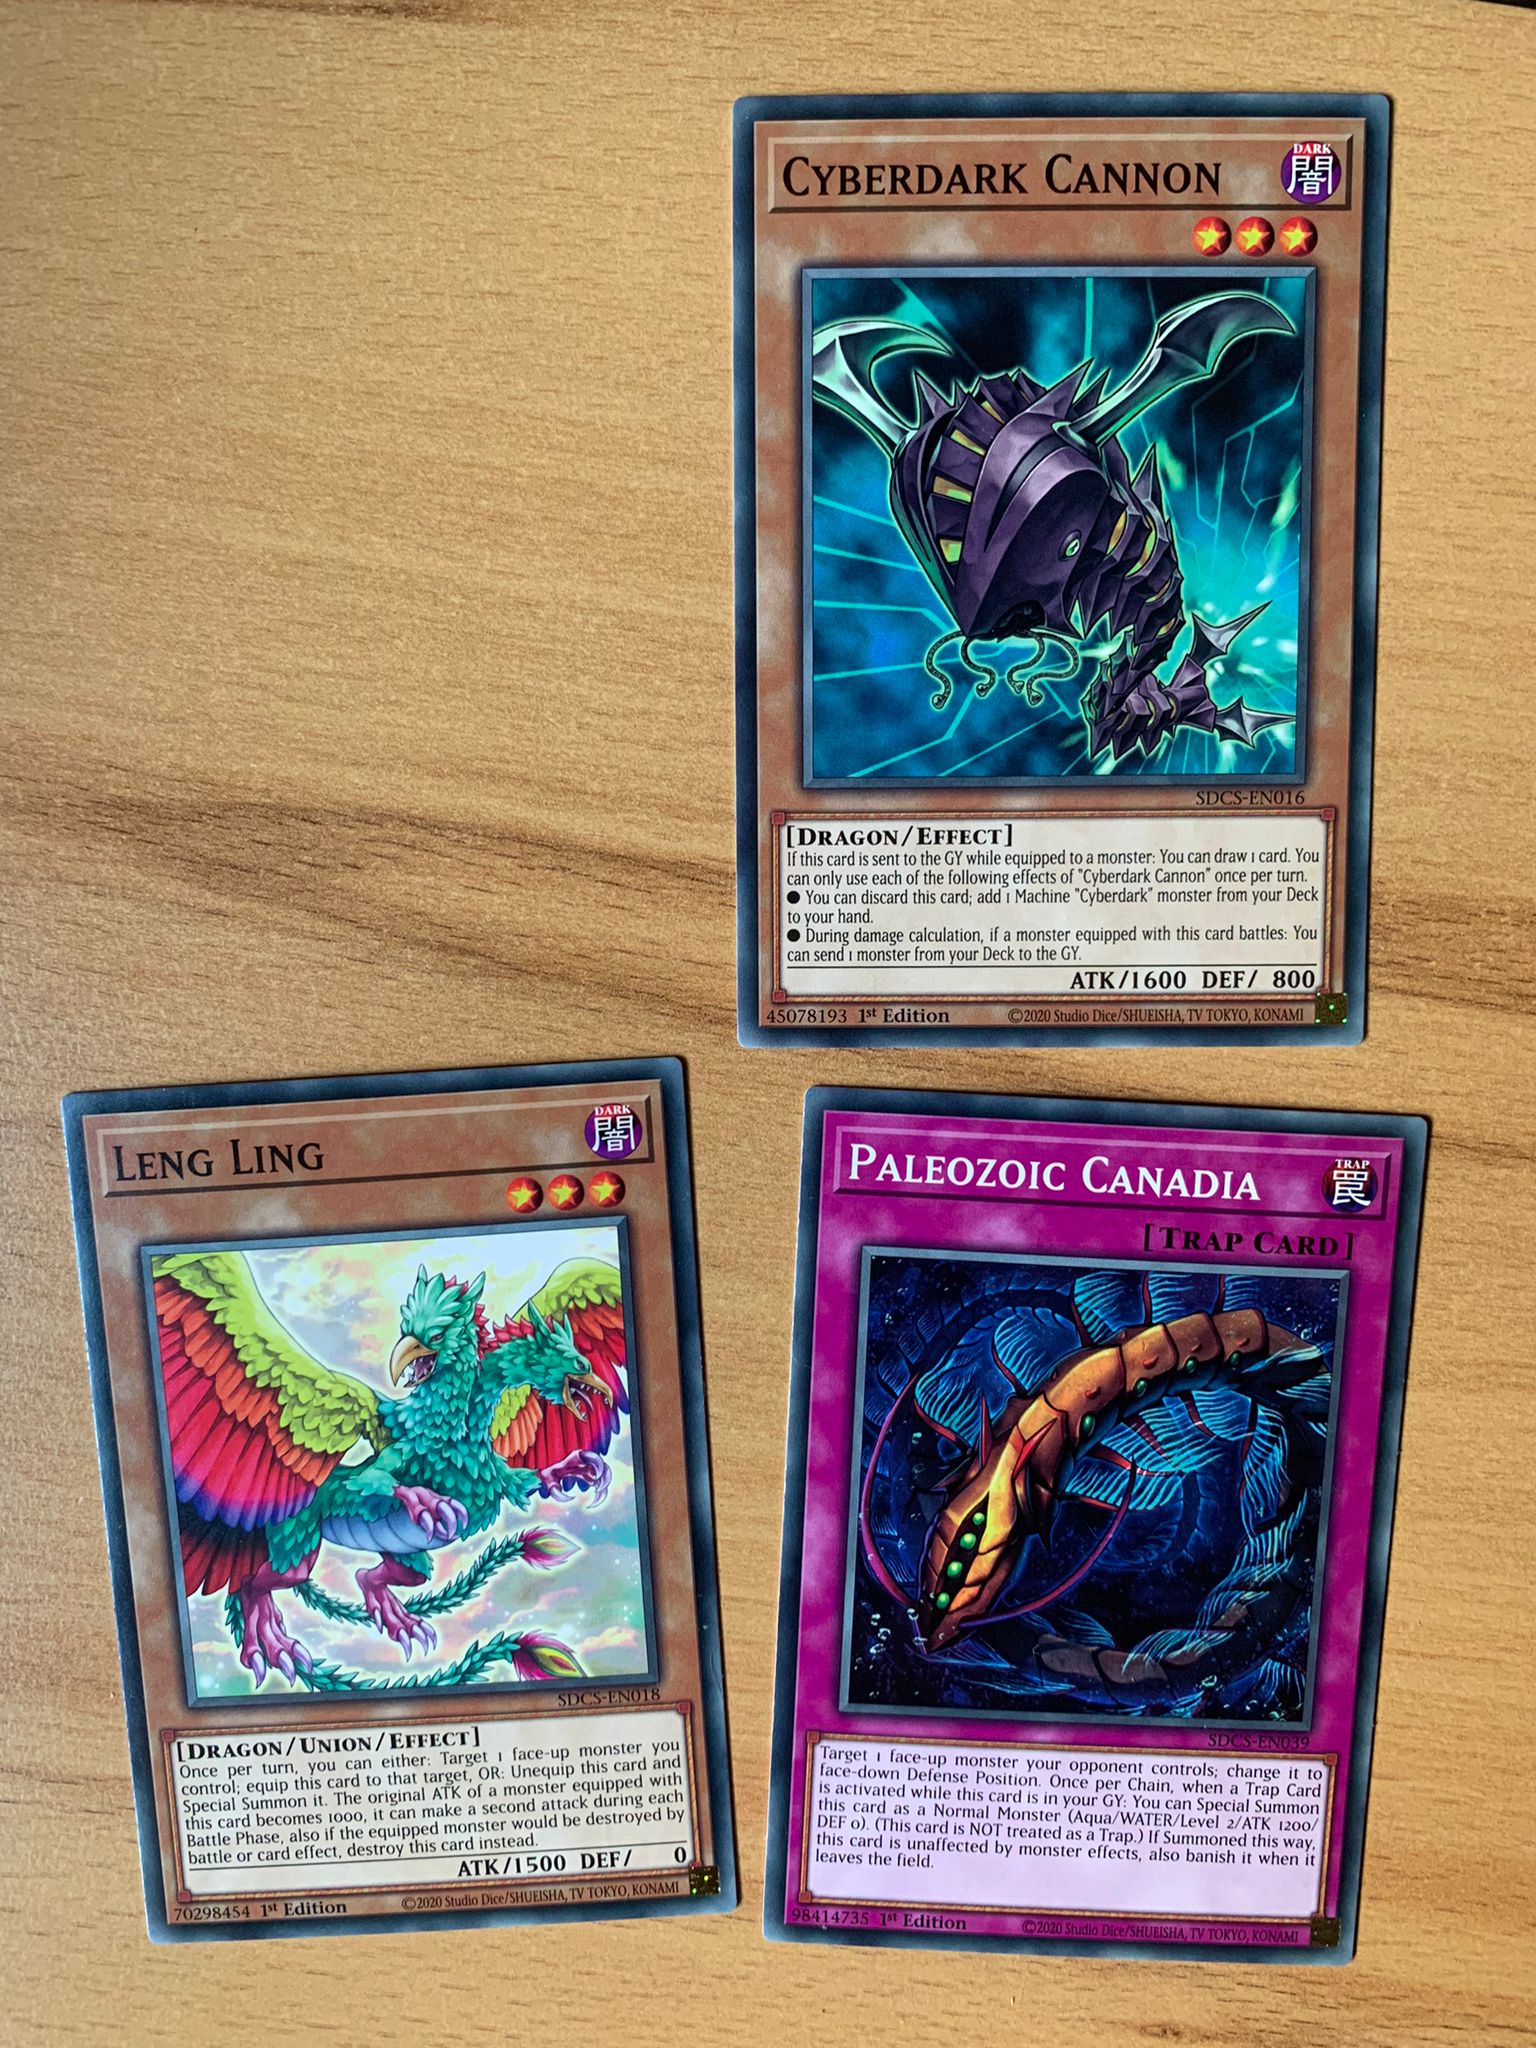 CYBERDARK CANNON
DARK
闇
SDCS-EN016
[DRAGON/EFFECT]
If this card is sent to the GY while equipped to a monster: You can draw 1 card. You
can only use each of the following effects of "Cyberdark Cannon" once per turn.
● You can discard this card; add 1 Machine "Cyberdark" monster from your Deck
to your hand.
● During damage calculation, if a monster equipped with this card battles: You
can send 1 monster from your Deck to the GY.
ATK/1600 DEF/ 800
45078193 1st Edition ©2020 Studio Dice/SHUEISHA, TV TOKYO, KONAMI
LENG LING
DARK
闇
SDCS-EN018
[DRAGON/UNION/EFFECT]
Once per turn, you can either: Target 1 face-up monster you
control; equip this card to that target, OR: Unequip this card and
Special Summon it. The original ATK of a monster equipped with
this card becomes 1000, it can make a second attack during each
Battle Phase, also if the equipped monster would be destroyed by
battle or card effect, destroy this card instead.
ATK/1500 DEF/ 0
70298454 1st Edition ©2020 Studio Dice/SHUEISHA, TV TOKYO, KONAMI
PALEOZOIC CANADIA
TRAP
罠
[TRAP CARD]
SDCS-EN039
Target 1 face-up monster your opponent controls; change it to
face-down Defense Position. Once per Chain, when a Trap Card
is activated while this card is in your GY: You can Special Summon
this card as a Normal Monster (Aqua/WATER/Level 2/ATK 1200/
DEF 0). (This card is NOT treated as a Trap.) If Summoned this way,
this card is unaffected by monster effects, also banish it when it
leaves the field.
98414735 1st Edition ©2020 Studio Dice/SHUEISHA, TV TOKYO, KONAMI